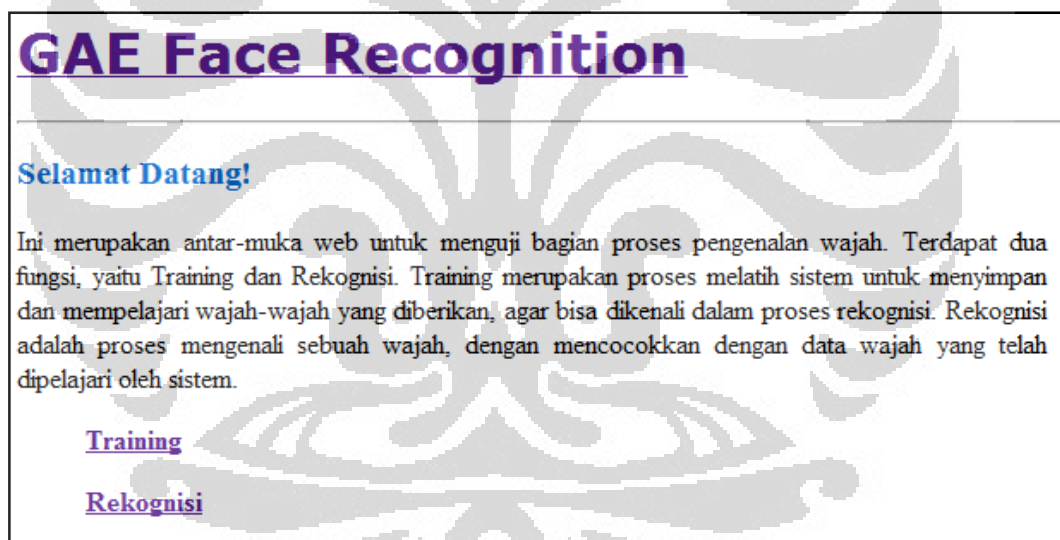 GAE Face Recognition
Selamat Datang!
Ini merupakan antar-muka web untuk menguji bagian proses pengenalan wajah. Terdapat dua
fungsi, yaitu Training dan Rekognisi. Training merupakan proses melatih sistem untuk menyimpan
dan mempelajari wajah-wajah yang diberikan, agar bisa dikenali dalam proses rekognisi. Rekognisi
adalah proses mengenali sebuah wajah, dengan mencocokkan dengan data wajah yang telah
dipelajari oleh sistem.
Training
Rekognisi